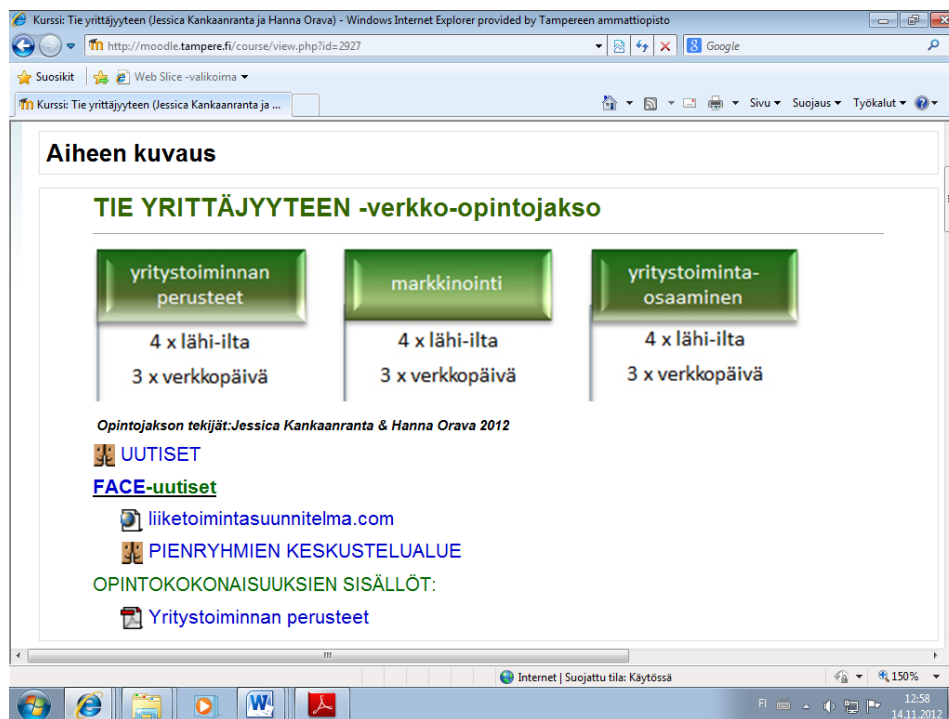 Kurssi: Tie yrittäjyyteen (Jessica Kankaanranta ja Hanna Orava) - Windows Internet Explorer provided by Tampereen ammattiopisto
http://moodle.tampere.fi/course/view.php?id=2927
Google
Suosikit Web Slice -valikoima
Kurssi: Tie yrittäjyyteen (Jessica Kankaanranta ja ... Sivu Suojaus Työkalut
Aiheen kuvaus
TIE YRITTÄJYYTEEN -verkko-opintojakso
yritystoiminnan
perusteet
4 x lähi-ilta
3 x verkkopäivä
markkinointi
4 x lähi-ilta
3 x verkkopäivä
yritystoiminta-
osaaminen
4 x lähi-ilta
3 x verkkopäivä
Opintojakson tekijät:Jessica Kankaanranta & Hanna Orava 2012
UUTISET
FACE-uutiset
liiketoimintasuunnitelma.com
PIENRYHMIEN KESKUSTELUALUE
OPINTOKOKONAISUUKSIEN SISÄLLÖT:
Yritystoiminnan perusteet
Internet | Suojattu tila: Käytössä 150%
FI 12:58
14.11.2012